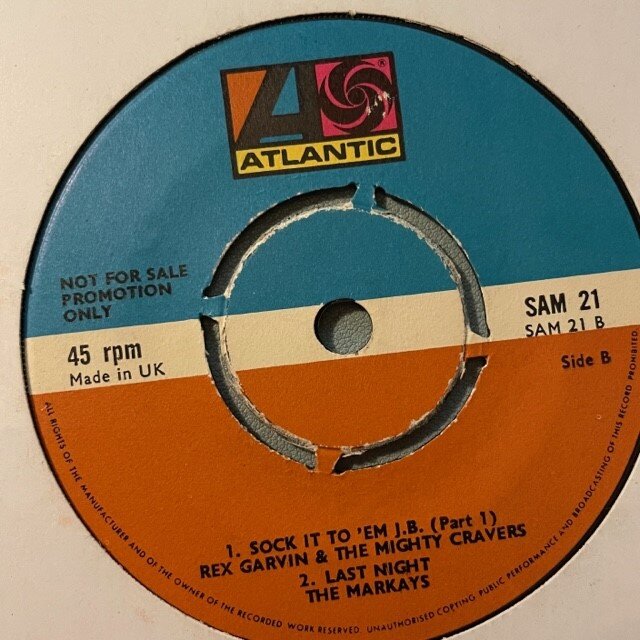 ATLANTIC
®
NOT FOR SALE
PROMOTION
ONLY
SAM 21
SAM 21 B
45 rpm
Made in UK
Side B
1. SOCK IT TO 'EM J.B. (Part 1)
REX GARVIN & THE MIGHTY CRAVERS
2. LAST NIGHT
THE MARKAYS
ALL RIGHTS OF THE MANUFACTURER AND OF THE OWNER OF THE RECORDED WORK RESERVED. UNAUTHORISED COPYING PUBLIC PERFORMANCE AND BROADCASTING OF THIS RECORD PROHIBITED